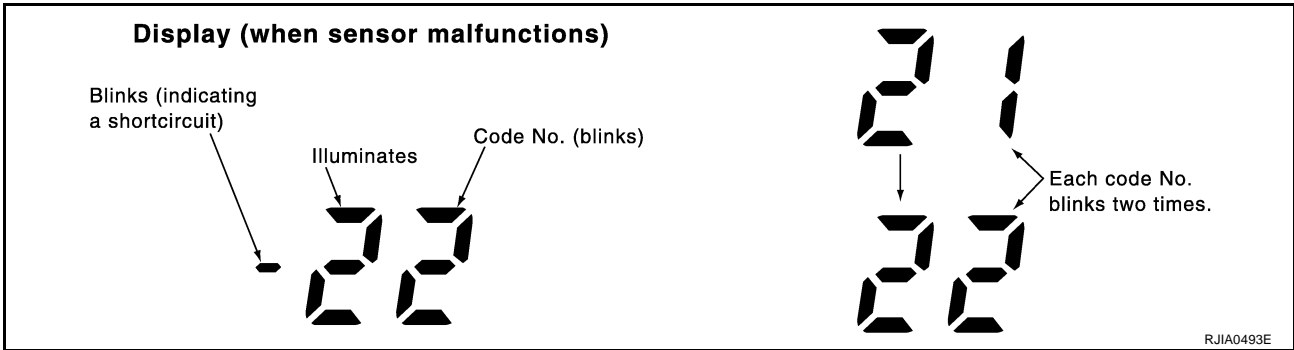 Display (when sensor malfunctions)
Blinks (indicating
a shortcircuit)
Illuminates
Code No. (blinks)
-22
21
Each code No.
blinks two times.
22
RJIA0493E